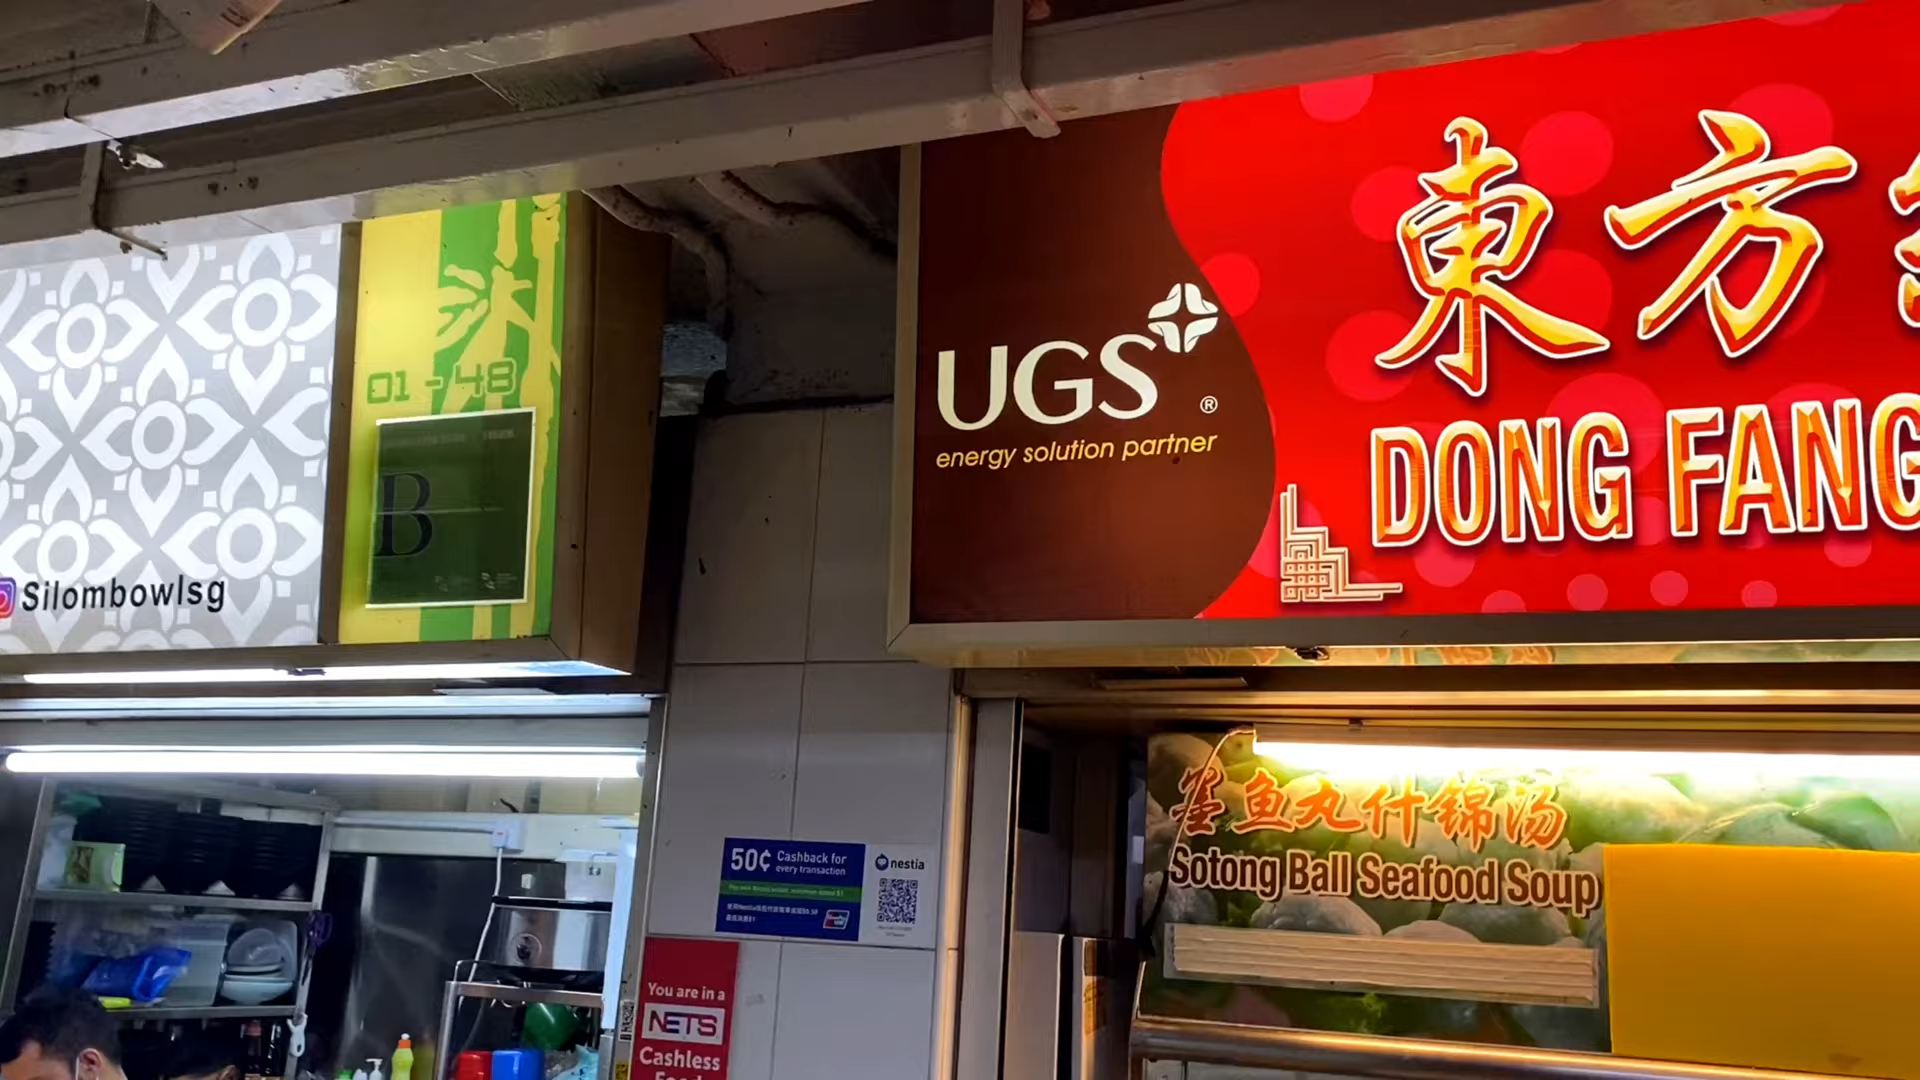 Silombowlsg
01-48
B
UGS
®
energy solution partner
東方
DONG FANG
墨鱼丸什锦汤
Sotong Ball Seafood Soup
50¢ Cashback for
every transaction
nestia
You are in a
NETS
Cashless